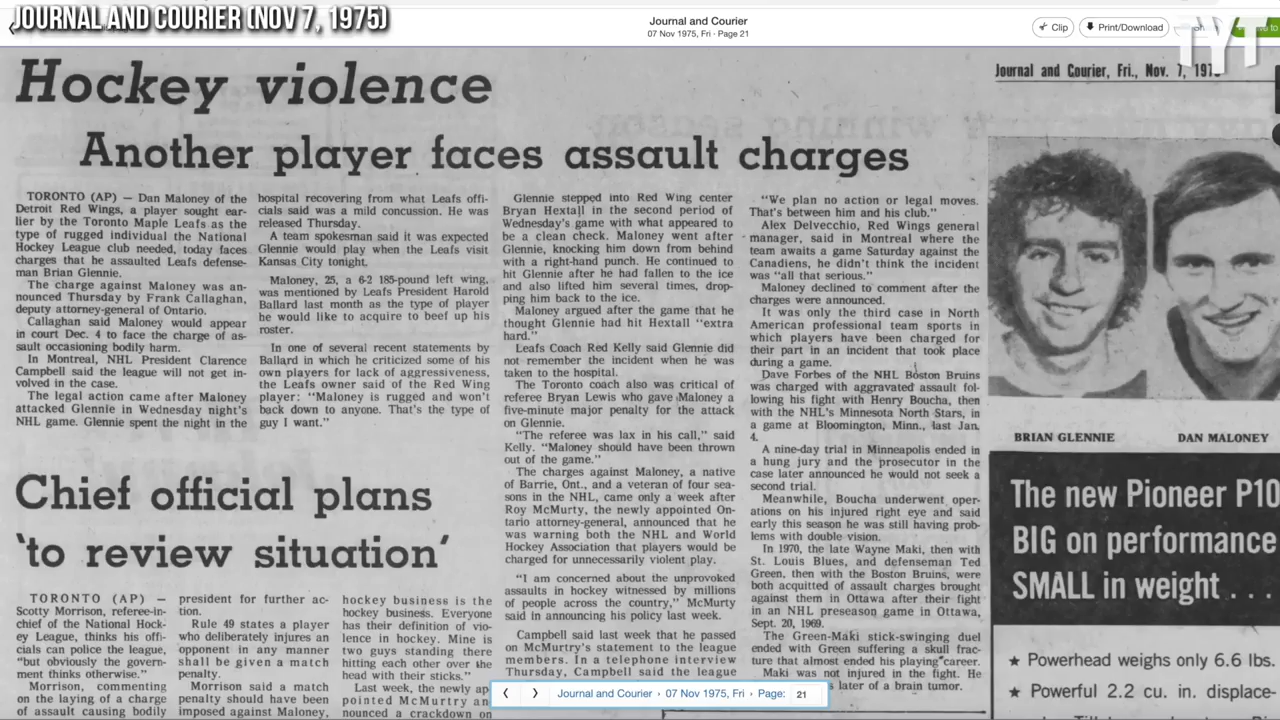 JOURNAL AND COURIER (NOV 7, 1975)
Journal and Courier
07 Nov 1975, Fri · Page 21
Clip
Print/Download
TYT
Journal and Courier, Fri., Nov. 7,
Hockey violence
Another player faces assault charges
TORONTO (AP) — Dan Maloney of the
Detroit Red Wings, a player sought ear-
lier by the Toronto Maple Leafs as the
type of rugged individual the National
Hockey League club needed, today faces
charges that he assaulted Leafs defense-
man Brian Glennie.
The charge against Maloney was an-
nounced Thursday by Frank Callaghan,
deputy attorney-general of Ontario.
Callaghan said Maloney would appear
in court Dec. 4 to face the charge of as-
sault occasioning bodily harm.
In Montreal, NHL President Clarence
Campbell said the league will not get in-
volved in the case.
The legal action came after Maloney
attacked Glennie in Wednesday night's
NHL game. Glennie spent the night in the
hospital recovering from what Leafs offi-
cials said was a mild concussion. He was
released Thursday.
A team spokesman said it was expected
Glennie would play when the Leafs visit
Kansas City tonight.
Maloney, 25, a 6-2 185-pound left wing,
was mentioned by Leafs President Harold
Ballard last month as the type of player
he would like to acquire to beef up his
roster.
In one of several recent statements by
Ballard in which he criticized some of his
own players for lack of aggressiveness,
the Leafs owner said of the Red Wing
player: "Maloney is rugged and won't
back down to anyone. That's the type of
guy I want."
Glennie stepped into Red Wing center
Bryan Hextall in the second period of
Wednesday's game with what appeared to
be a clean check. Maloney went after
Glennie, knocking him down from behind
with a right-hand punch. He continued to
hit Glennie after he had fallen to the ice
and also lifted him several times, drop-
ping him back to the ice.
Maloney argued after the game that he
thought Glennie had hit Hextall "extra
hard."
Leafs Coach Red Kelly said Glennie did
not remember the incident when he was
taken to the hospital.
The Toronto coach also was critical of
referee Bryan Lewis who gave Maloney a
five-minute major penalty for the attack
on Glennie.
"The referee was lax in his call," said
Kelly. "Maloney should have been thrown
out of the game."
The charges against Maloney, a native
of Barrie, Ont., and a veteran of four sea-
sons in the NHL, came only a week after
Roy McMurty, the newly appointed On-
tario attorney-general, announced that he
was warning both the NHL and World
Hockey Association that players would be
charged for unnecessarily violent play.
"I am concerned about the unprovoked
assaults in hockey witnessed by millions
of people across the country," McMurty
said in announcing his policy last week.
Campbell said last week that he passed
on McMurty's statement to the league
members. In a telephone interview
Thursday, Campbell said the league
"We plan no action or legal moves.
That's between him and his club."
Alex Delvecchio, Red Wings general
manager, said in Montreal where the
team awaits a game Saturday against the
Canadiens, he didn't think the incident
was "all that serious."
Maloney declined to comment after the
charges were announced.
It was only the third case in North
American professional team sports in
which players have been charged for
their part in an incident that took place
during a game.
Dave Forbes of the NHL Boston Bruins
was charged with aggravated assault fol-
lowing his fight with Henry Boucha, then
with the NHL's Minnesota North Stars, in
a game at Bloomington, Minn., last Jan.
4.
A nine-day trial in Minneapolis ended in
a hung jury and the prosecutor in the
case later announced he would not seek a
second trial.
Meanwhile, Boucha underwent oper-
ations on his injured right eye and said
early this season he was still having prob-
lems with double vision.
In 1970, the late Wayne Maki, then with
St. Louis Blues, and defenseman Ted
Green, then with the Boston Bruins, were
both acquitted of assault charges brought
against them in Ottawa after their fight
in an NHL preseason game in Ottawa,
Sept. 20, 1969.
The Green-Maki stick-swinging duel
ended with Green suffering a skull frac-
ture that almost ended his playing career.
Maki was not injured in the fight. He
later of a brain tumor.
BRIAN GLENNIE
DAN MALONEY
Chief official plans
'to review situation'
TORONTO (AP) —
Scotty Morrison, referee-in-
chief of the National Hock-
ey League, thinks his offi-
cials can police the league,
"but obviously the govern-
ment thinks otherwise."
Morrison, commenting
on the laying of a charge
of assault causing bodily
president for further ac-
tion.
Rule 49 states a player
who deliberately injures an
opponent in any manner
shall be given a match
penalty.
Morrison said a match
penalty should have been
imposed against Maloney,
hockey business is the
hockey business. Everyone
has their definition of vio-
lence in hockey. Mine is
two guys standing there
hitting each other over the
head with their sticks."
Last week, the newly ap-
pointed McMurty an-
nounced a crackdown on
The new Pioneer P10
BIG on performance
SMALL in weight . . .
★ Powerhead weighs only 6.6 lbs.
★ Powerful 2.2 cu. in. displace-
Journal and Courier › 07 Nov 1975, Fri › Page: 21